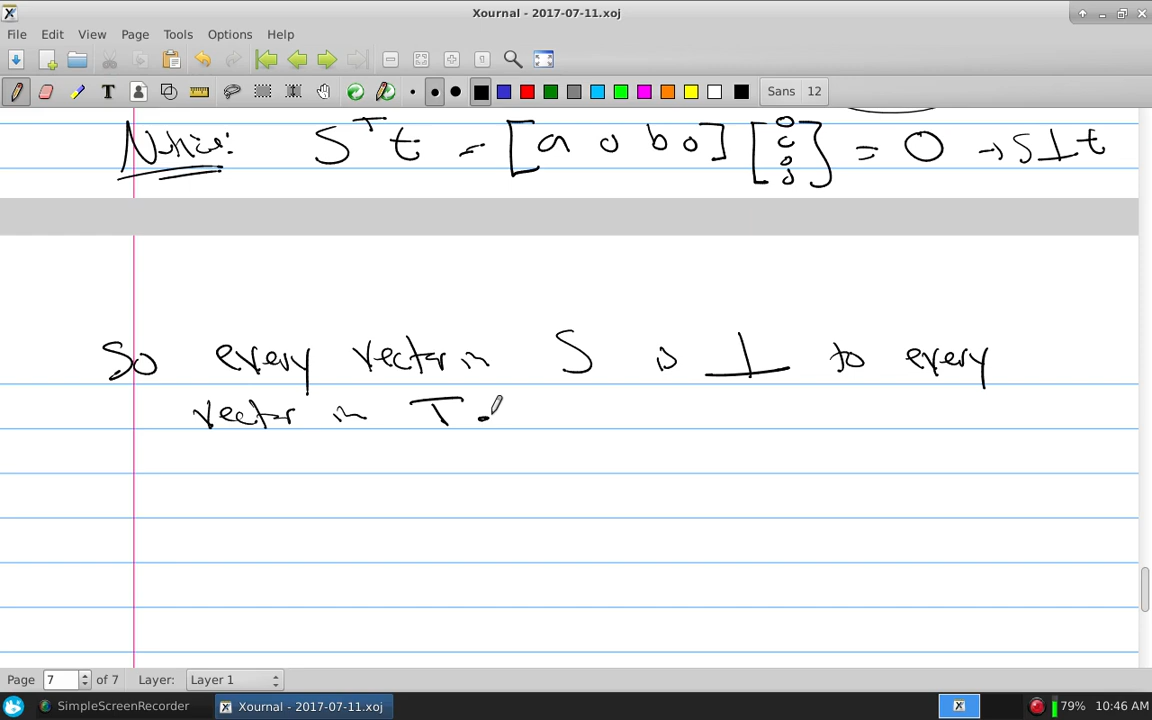 Xournal - 2017-07-11.xoj
File Edit View Page Tools Options Help
Sans 12
Notice: S^T t = [a 0 b 0] [0 c 0 d] = 0 → S⊥t
So every vector in S is ⊥ to every
vector in T.
Page 7 of 7 Layer: Layer 1
SimpleScreenRecorder Xournal - 2017-07-11.xoj 79% 10:46 AM